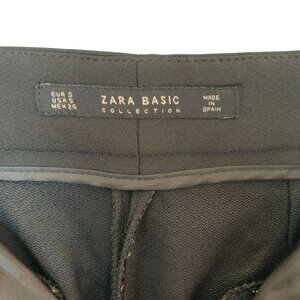 EUR S
USA S
MEX 26
ZARA BASIC
COLLECTION
MADE
IN
SPAIN